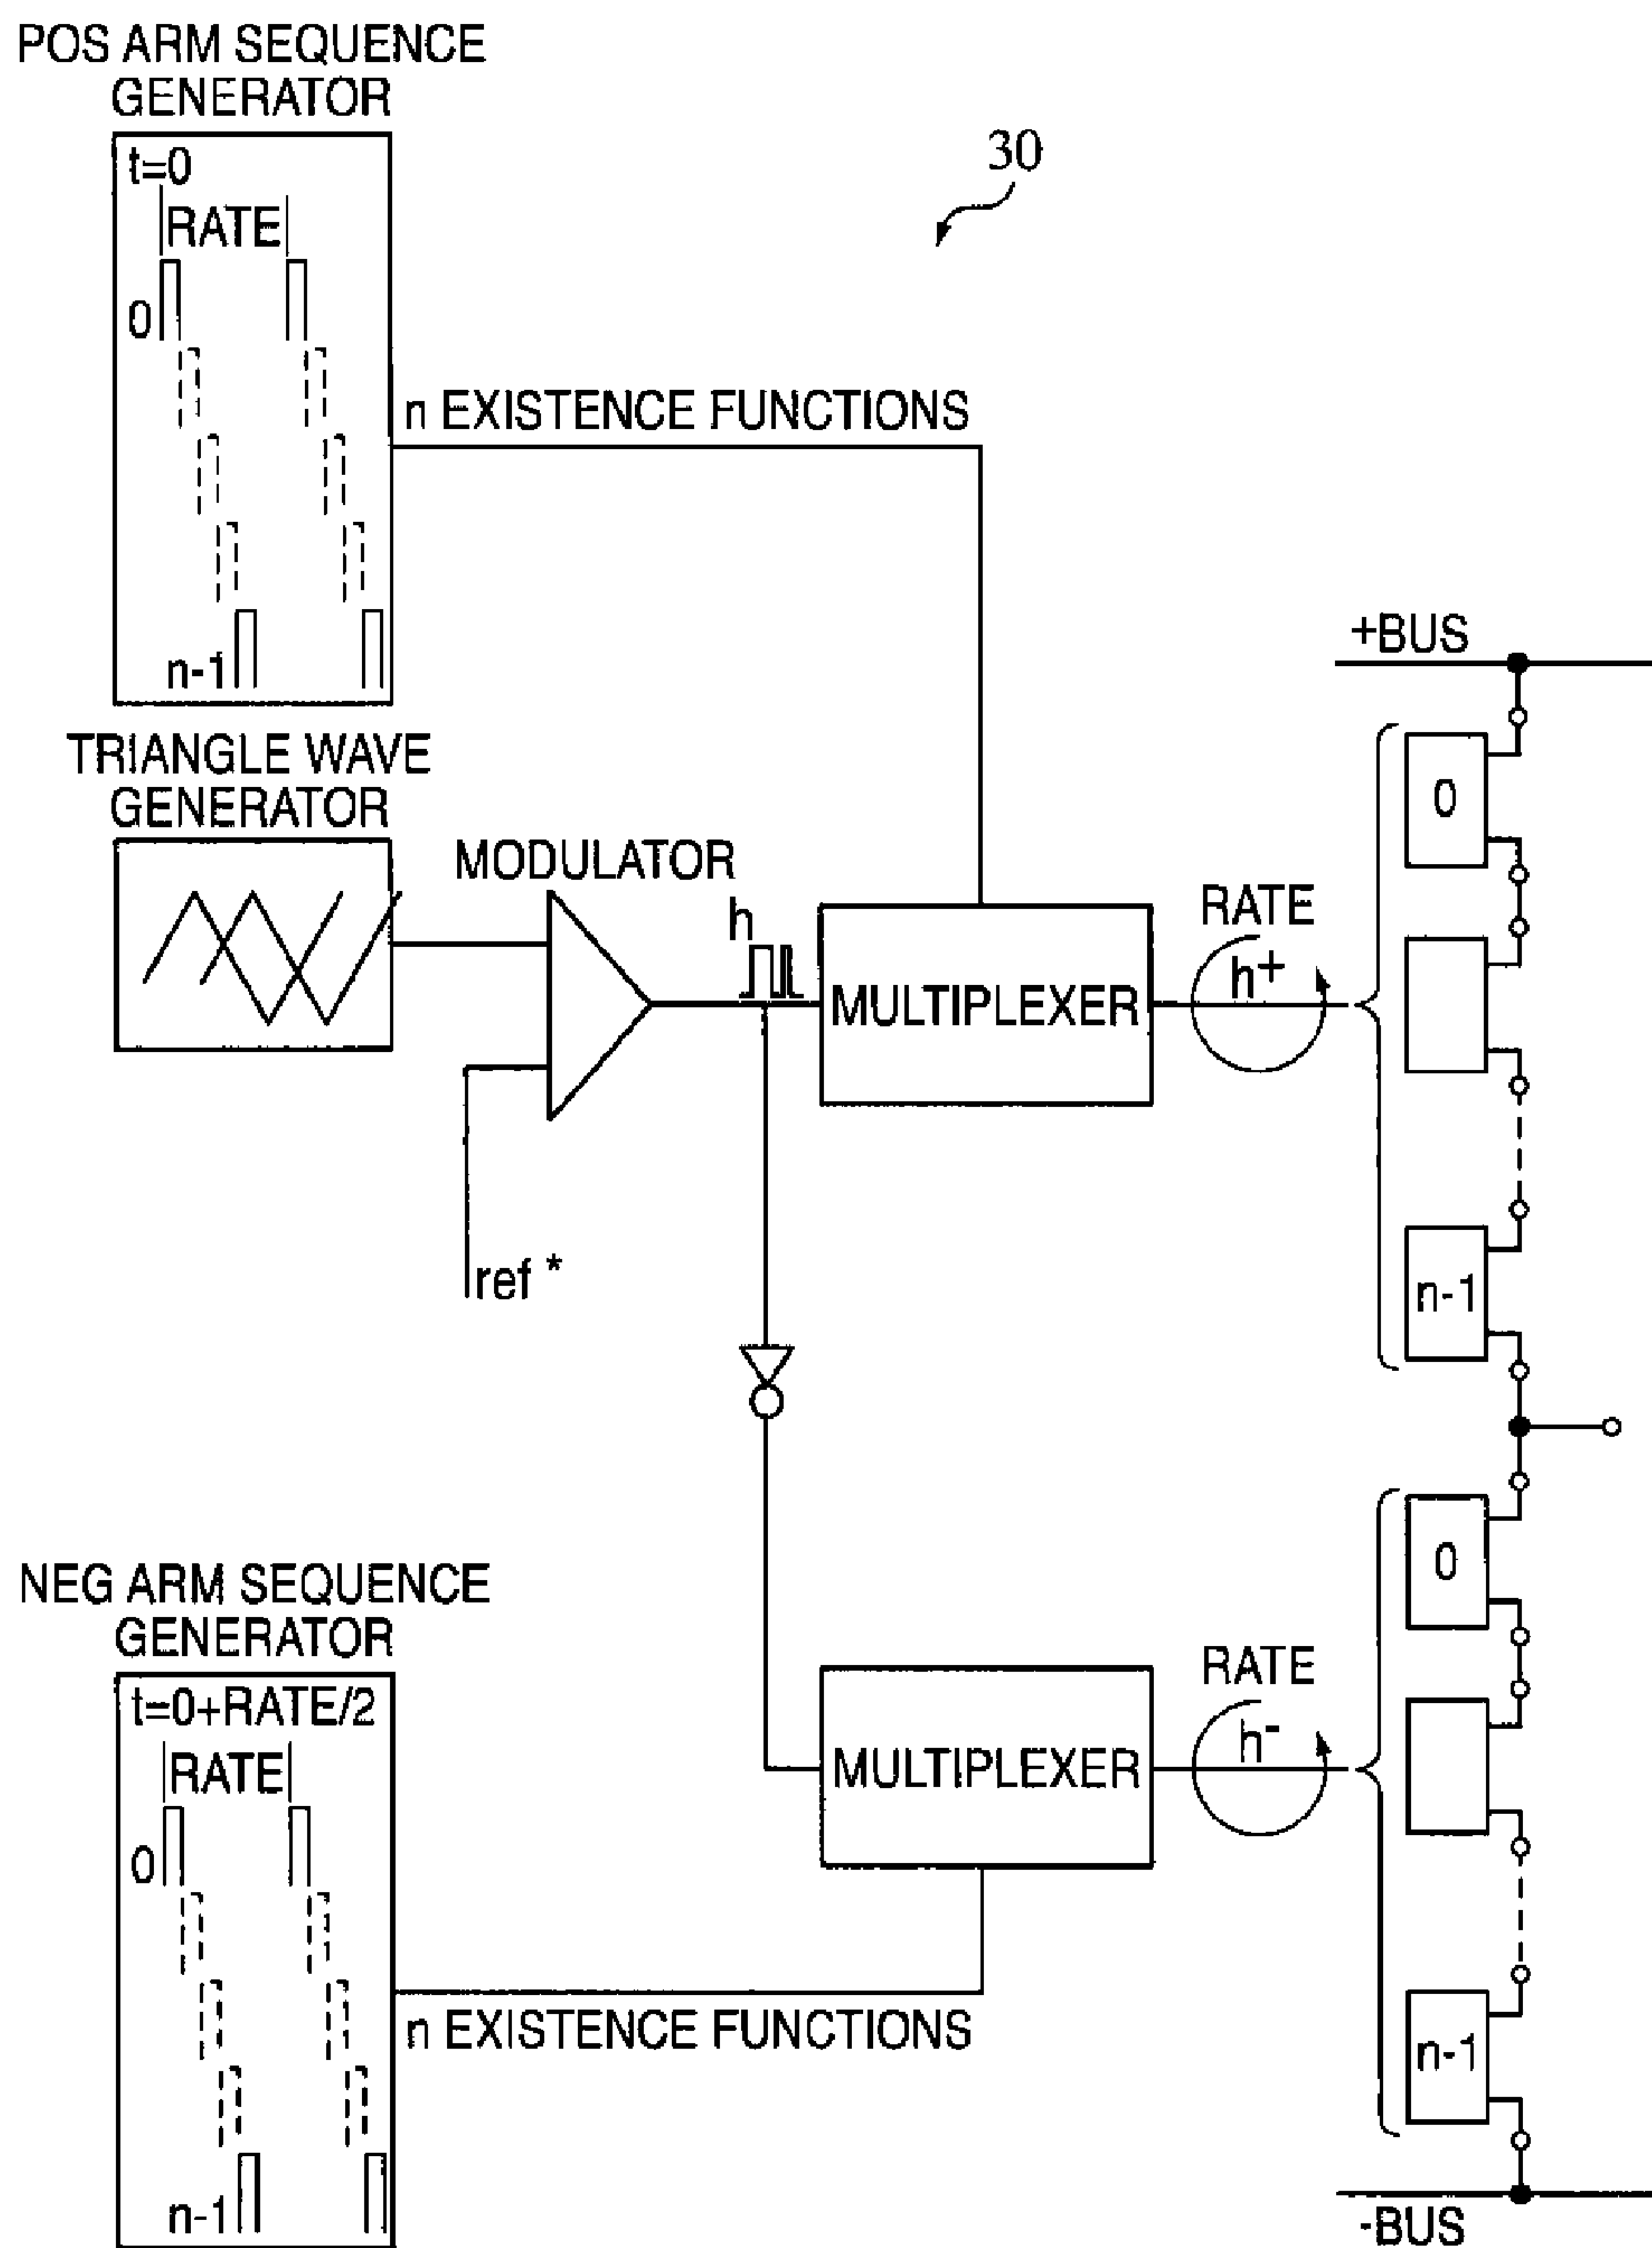 POS ARM SEQUENCE
GENERATOR
t=0
RATE
0
n-1
30
n EXISTENCE FUNCTIONS
+BUS
TRIANGLE WAVE
GENERATOR
MODULATOR
h
MULTIPLEXER
RATE
h+
0
n-1
ref *
NEG ARM SEQUENCE
GENERATOR
t=0+RATE/2
RATE
0
n-1
n EXISTENCE FUNCTIONS
MULTIPLEXER
RATE
h-
0
n-1
-BUS